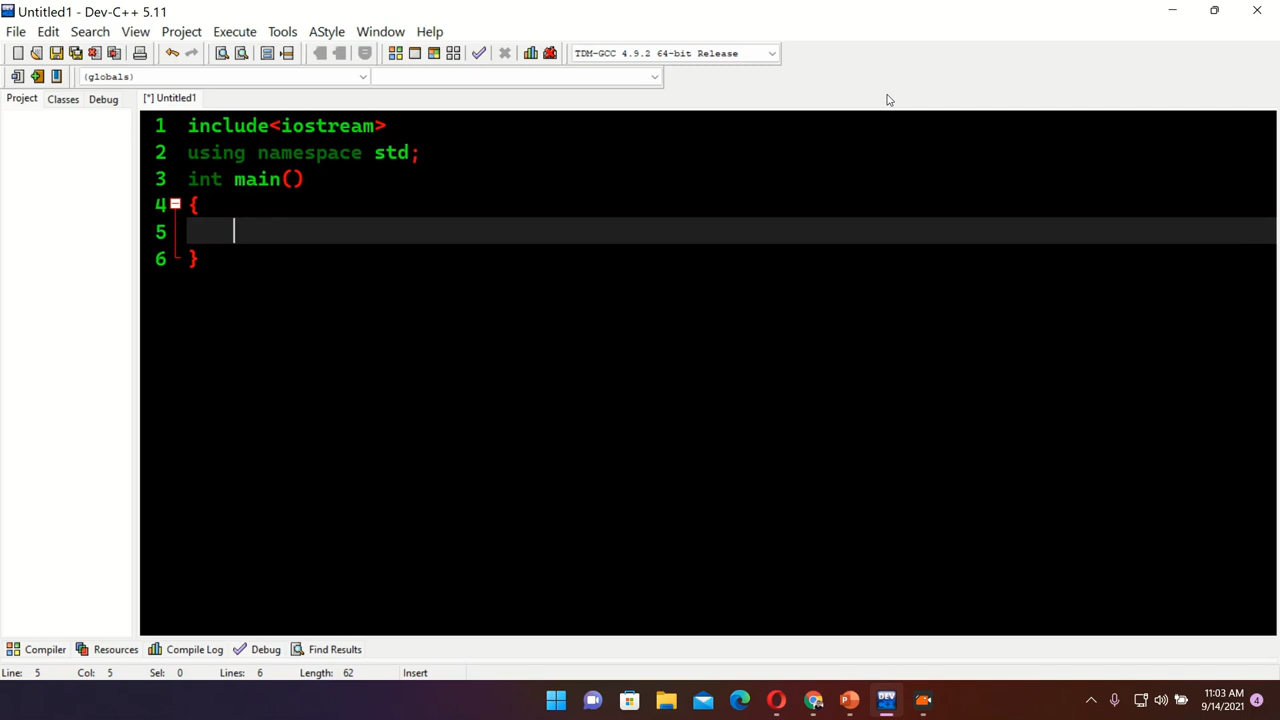 Untitled1 - Dev-C++ 5.11
File Edit Search View Project Execute Tools AStyle Window Help
TDM-GCC 4.9.2 64-bit Release
(globals)
Project Classes Debug [*] Untitled1
1 include<iostream>
2 using namespace std;
3 int main()
4 {
5
6 }
Compiler Resources Compile Log Debug Find Results
Line: 5 Col: 5 Sel: 0 Lines: 6 Length: 62 Insert
DEV
11:03 AM
9/14/2021 4